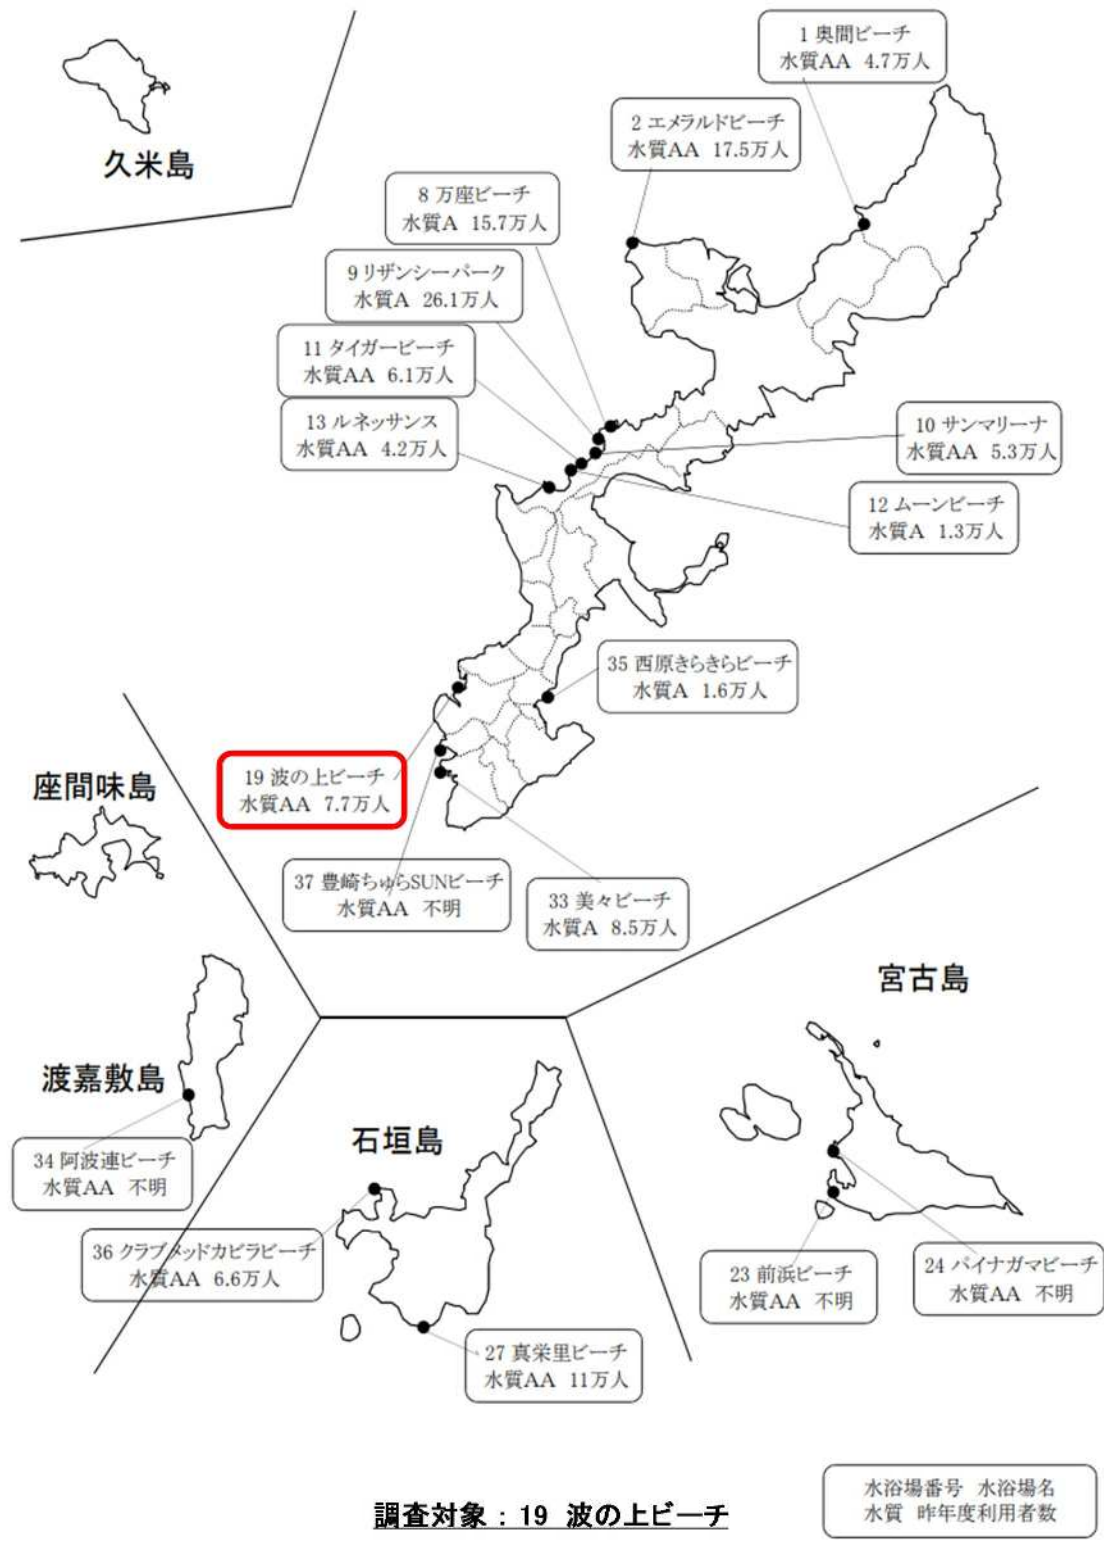 1 奥間ビーチ
水質AA 4.7万人
2 エメラルドビーチ
水質AA 17.5万人
久米島
8 万座ビーチ
水質A 15.7万人
9 リザンシーパーク
水質A 26.1万人
11 タイガービーチ
水質AA 6.1万人
13 ルネッサンス
水質AA 4.2万人
10 サンマリーナ
水質AA 5.3万人
12 ムーンビーチ
水質A 1.3万人
35 西原きらきらビーチ
水質A 1.6万人
19 波の上ビーチ
水質AA 7.7万人
座間味島
37 豊崎ちゅらSUNビーチ
水質AA 不明
33 美々ビーチ
水質A 8.5万人
宮古島
渡嘉敷島
石垣島
34 阿波連ビーチ
水質AA 不明
36 クラブメッドカビラビーチ
水質AA 6.6万人
23 前浜ビーチ
水質AA 不明
24 パイナガマビーチ
水質AA 不明
27 真栄里ビーチ
水質AA 11万人
水浴場番号 水浴場名
水質 昨年度利用者数
調査対象：19 波の上ビーチ